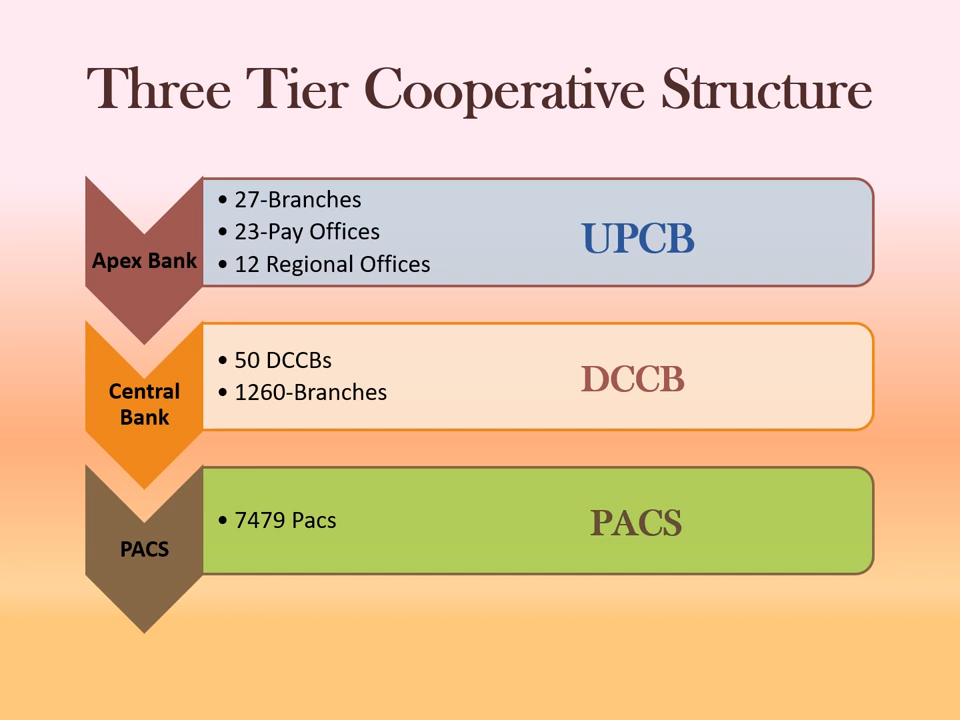 Three Tier Cooperative Structure
Apex Bank
• 27-Branches
• 23-Pay Offices
• 12 Regional Offices
UPCB
Central
Bank
• 50 DCCBs
• 1260-Branches
DCCB
PACS
• 7479 Pacs
PACS